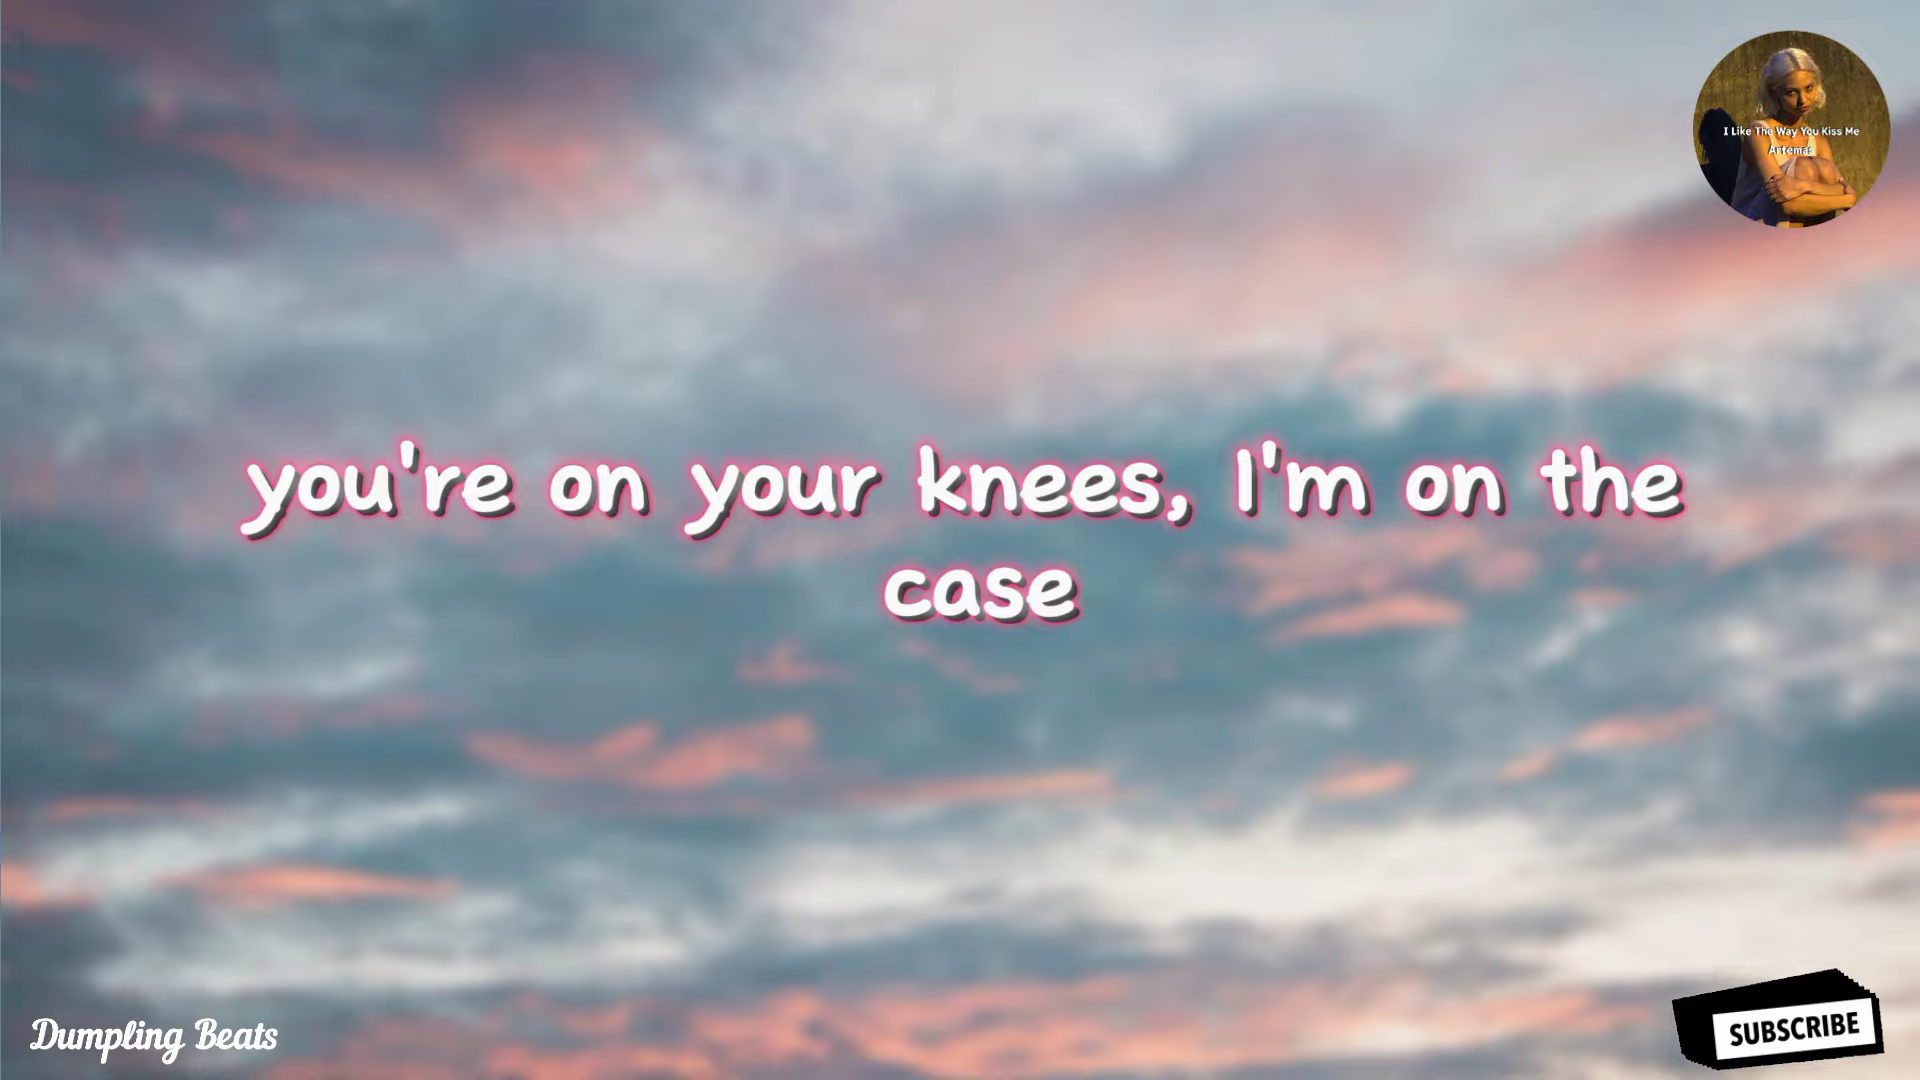 I Like The Way You Kiss Me
Artemas
you're on your knees, I'm on the
case
Dumpling Beats
SUBSCRIBE